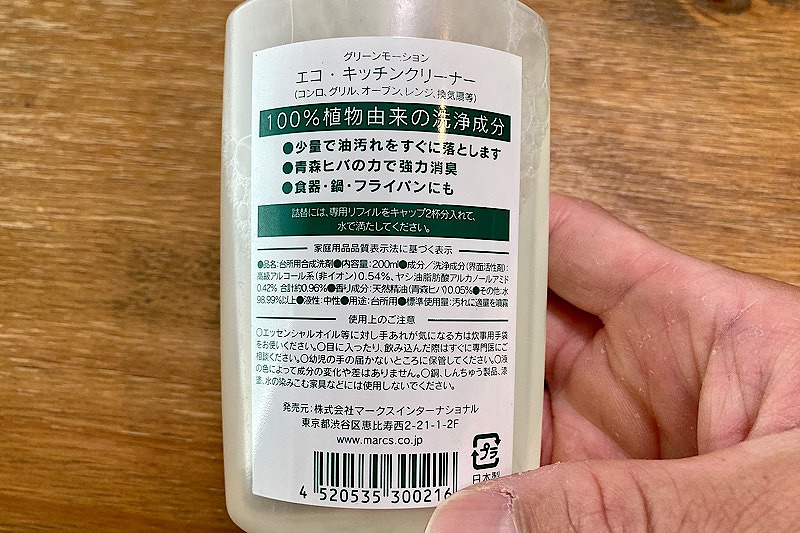 グリーンモーション
エコ・キッチンクリーナー
(コンロ、グリル、オーブン、レンジ、換気環等)
100%植物由来の洗浄成分
●少量で油汚れをすぐに落とします
●青森ヒバの力で強力消臭
●食器・鍋・フライパンにも
詰替には、専用リフィルをキャップ2杯分入れて、
水で満たしてください。
家庭用品品質表示法に基づく表示
●品名:台所用合成洗剤●内容量:200ml●成分/洗浄成分(界面活性剤):
高級アルコール系(非イオン)0.54%、ヤシ油脂肪酸アルカノールアミド
0.42% 合計約0.96%●香り成分:天然精油(青森ヒバ)0.05%●その他:水
98.99%以上●液性:中性●用途:台所用●標準使用量:汚れに適量を噴霧
使用上のご注意
○エッセンシャルオイル等に対し手あれが気になる方は炊事用手袋
をお使いください。○目に入ったり、飲み込んだ際はすぐに専門医にご
相談ください。○幼児の手の届かないところに保管してください。○液
の色によって成分の変化や差はありません。○銅、しんちゅう製品、漆
塗、水の染みこむ家具などには使用しないでください。
発売元:株式会社マークスインターナショナル
東京都渋谷区恵比寿西2-21-1-2F
www.marcs.co.jp
プラ
日本製
4 520535 300216